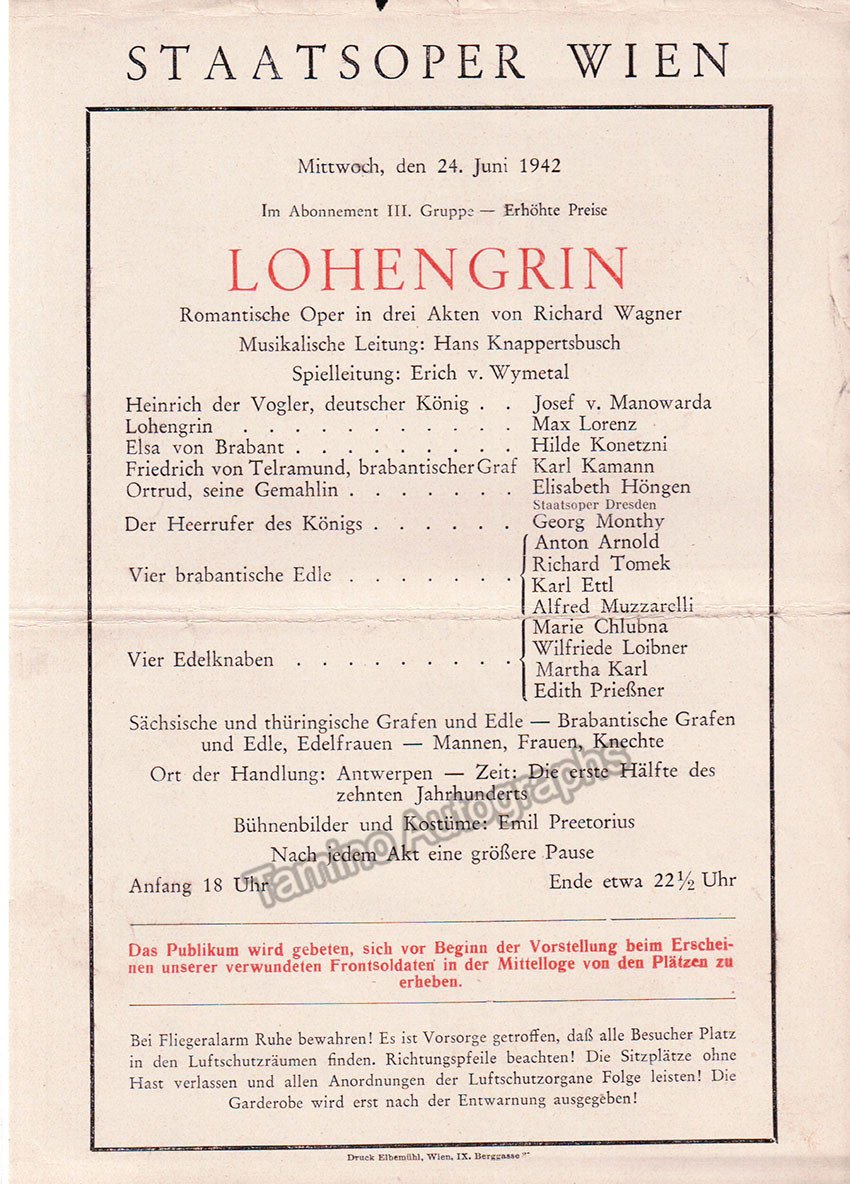 STAATSOPER WIEN
Mittwoch, den 24. Juni 1942
Im Abonnement III. Gruppe — Erhöhte Preise
LOHENGRIN
Romantische Oper in drei Akten von Richard Wagner
Musikalische Leitung: Hans Knappertsbusch
Spielleitung: Erich v. Wymetal
Heinrich der Vogler, deutscher König . . Josef v. Manowarda
Lohengrin . . . . . . . . . . . Max Lorenz
Elsa von Brabant . . . . . . . . . Hilde Konetzni
Friedrich von Telramund, brabantischer Graf Karl Kamann
Ortrud, seine Gemahlin . . . . . . . Elisabeth Höngen
Staatsoper Dresden
Der Heerrufer des Königs . . . . . . Georg Monthy
Anton Arnold
Richard Tomek
Vier brabantische Edle . . . . . . .
Karl Ettl
Alfred Muzzarelli
Marie Chlubna
Wilfriede Loibner
Vier Edelknaben . . . . . . . . .
Martha Karl
Edith Prießner
Sächsische und thüringische Grafen und Edle — Brabantische Grafen
und Edle, Edelfrauen — Mannen, Frauen, Knechte
Ort der Handlung: Antwerpen — Zeit: Die erste Hälfte des
zehnten Jahrhunderts
Bühnenbilder und Kostüme: Emil Preetorius
Nach jedem Akt eine größere Pause
Anfang 18 Uhr Ende etwa 22½ Uhr
Tamino Autographs
Das Publikum wird gebeten, sich vor Beginn der Vorstellung beim Erschei-
nen unserer verwundeten Frontsoldaten in der Mittelloge von den Plätzen zu
erheben.
Bei Fliegeralarm Ruhe bewahren! Es ist Vorsorge getroffen, daß alle Besucher Platz
in den Luftschutzräumen finden. Richtungspfeile beachten! Die Sitzplätze ohne
Hast verlassen und allen Anordnungen der Luftschutzorgane Folge leisten! Die
Garderobe wird erst nach der Entwarnung ausgegeben!
Druck Elbemühl, Wien, IX. Berggasse